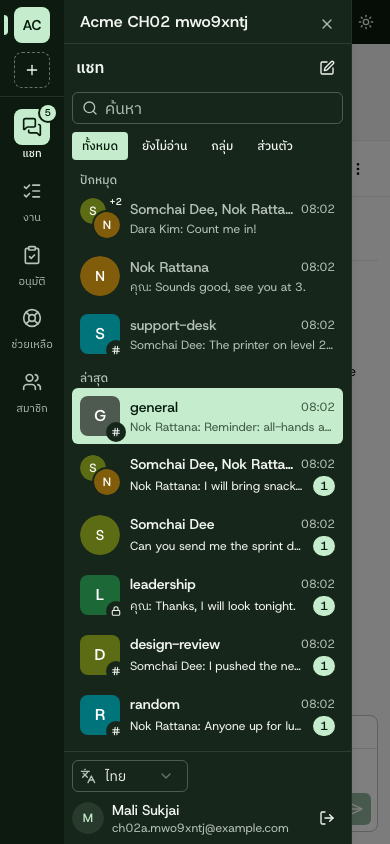 AC
Acme CH02 mwo9xntj
แชท
ค้นหา
5
แชท
ทั้งหมด
ยังไม่อ่าน
กลุ่ม
ส่วนตัว
งาน
อนุมัติ
ช่วยเหลือ
สมาชิก
ปักหมุด
S
N
+2
Somchai Dee, Nok Ratta...
08:02
Dara Kim: Count me in!
N
Nok Rattana
08:02
คุณ: Sounds good, see you at 3.
S
#
support-desk
08:02
Somchai Dee: The printer on level 2...
ล่าสุด
G
#
general
08:02
Nok Rattana: Reminder: all-hands a...
S
N
Somchai Dee, Nok Ratta...
08:02
Nok Rattana: I will bring snack...
1
S
Somchai Dee
08:02
Can you send me the sprint d...
1
L
leadership
08:02
คุณ: Thanks, I will look tonight.
1
D
#
design-review
08:02
Somchai Dee: I pushed the ne...
1
R
#
random
08:02
Nok Rattana: Anyone up for lu...
1
ไทย
M
Mali Sukjai
ch02a.mwo9xntj@example.com